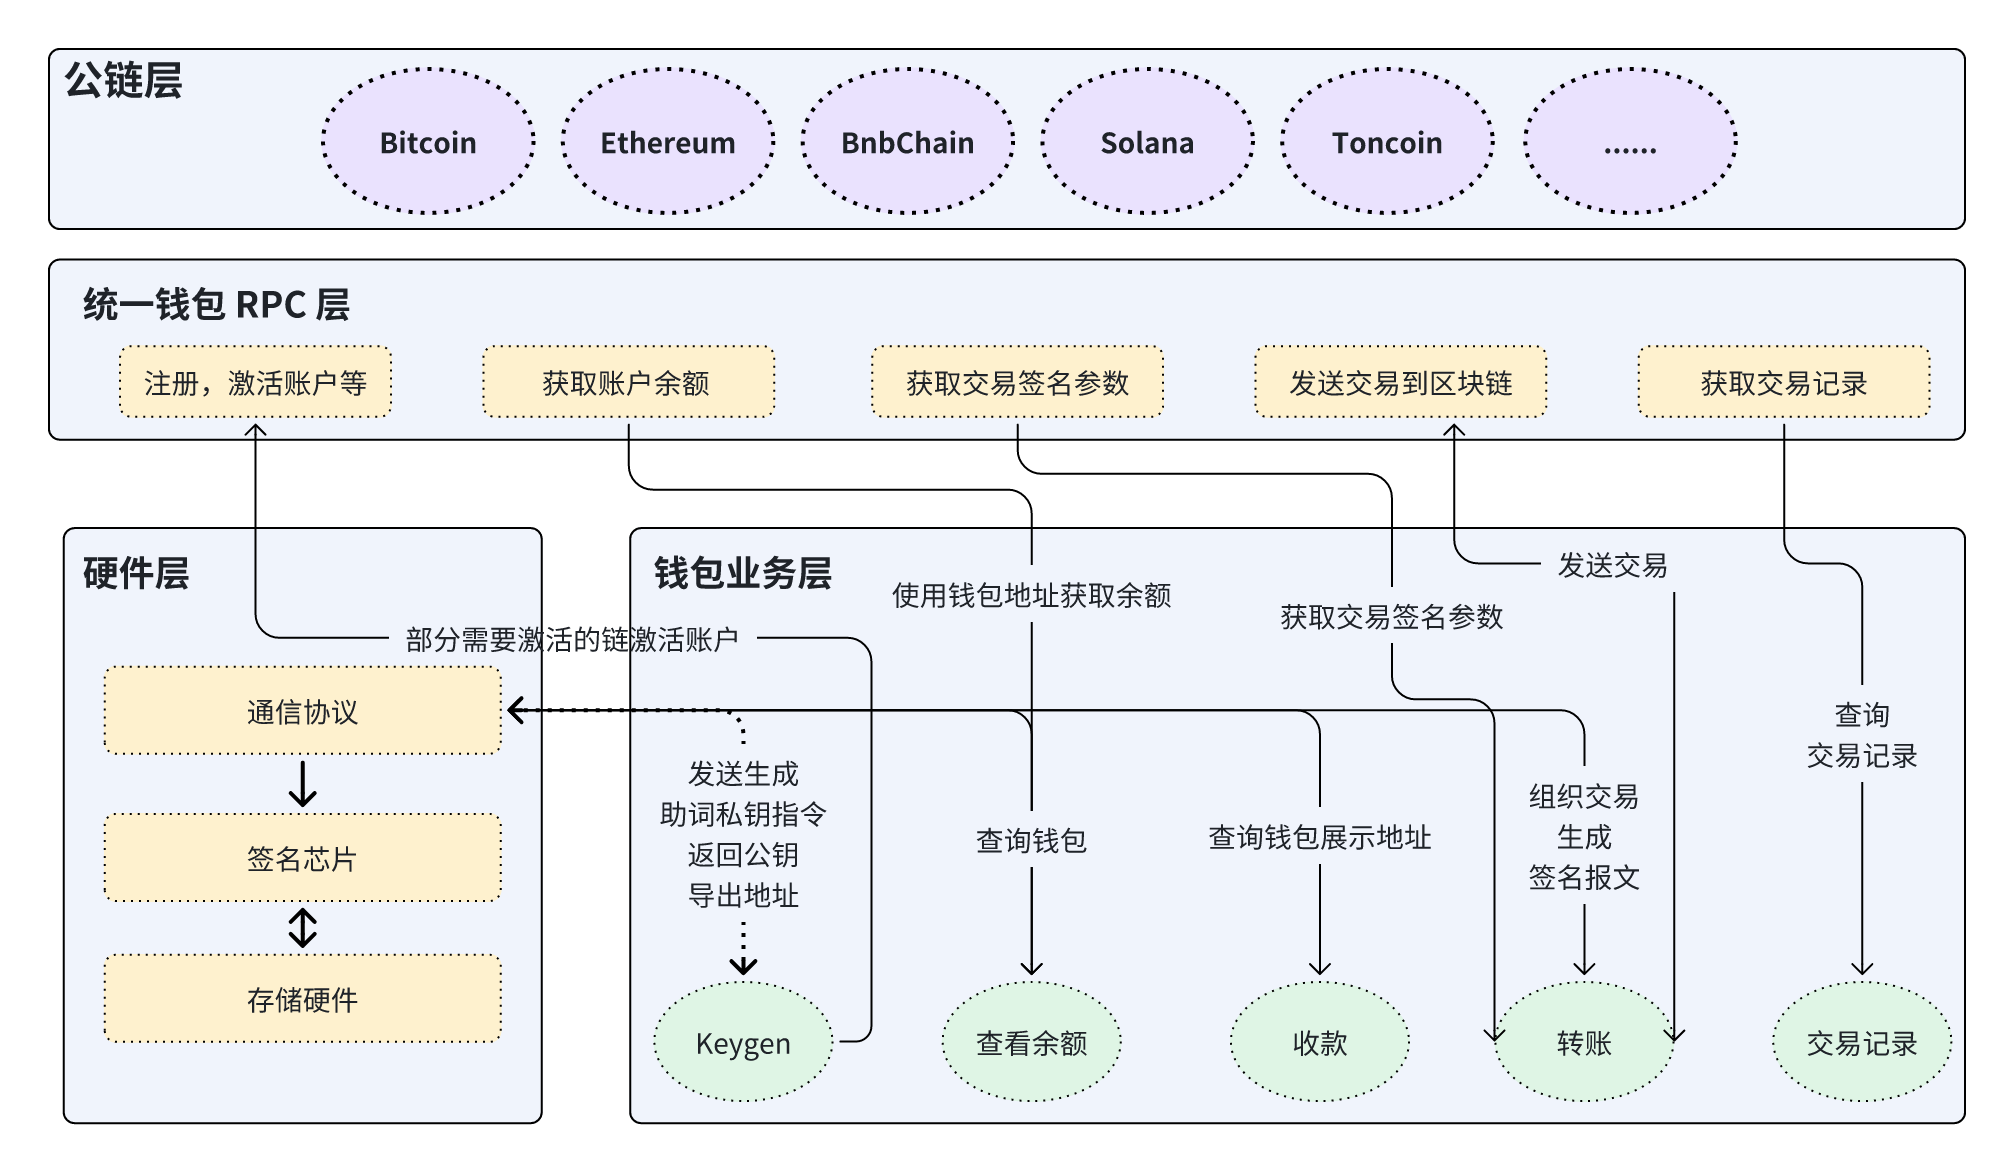 公链层
Bitcoin
Ethereum
BnbChain
Solana
Toncoin
......
统一钱包 RPC 层
注册，激活账户等
获取账户余额
获取交易签名参数
发送交易到区块链
获取交易记录
硬件层
钱包业务层
发送交易
使用钱包地址获取余额
获取交易签名参数
部分需要激活的链激活账户
通信协议
签名芯片
存储硬件
发送生成
助词私钥指令
返回公钥
导出地址
查询钱包
查询钱包展示地址
组织交易
生成
签名报文
查询
交易记录
Keygen
查看余额
收款
转账
交易记录